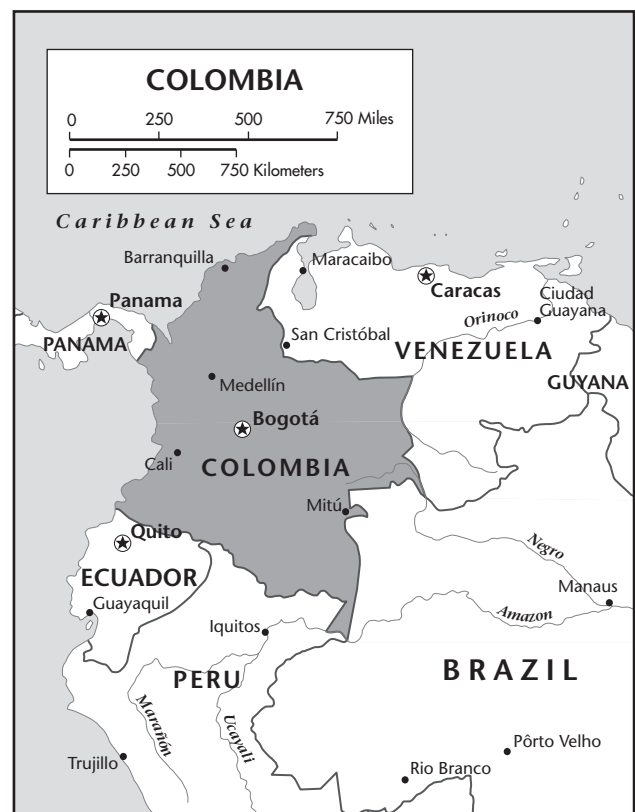 COLOMBIA
0 250 500 750 Miles
0 250 500 750 Kilometers
Caribbean Sea
Barranquilla
Maracaibo
Panama
Caracas
Ciudad
Guayana
Orinoco
PANAMA
San Cristóbal
VENEZUELA
GUYANA
Medellín
Bogotá
Cali
COLOMBIA
Mitú
Quito
Negro
ECUADOR
Manaus
Guayaquil
Amazon
Iquitos
PERU
BRAZIL
Marañón
Ucayali
Pôrto Velho
Trujillo
Rio Branco